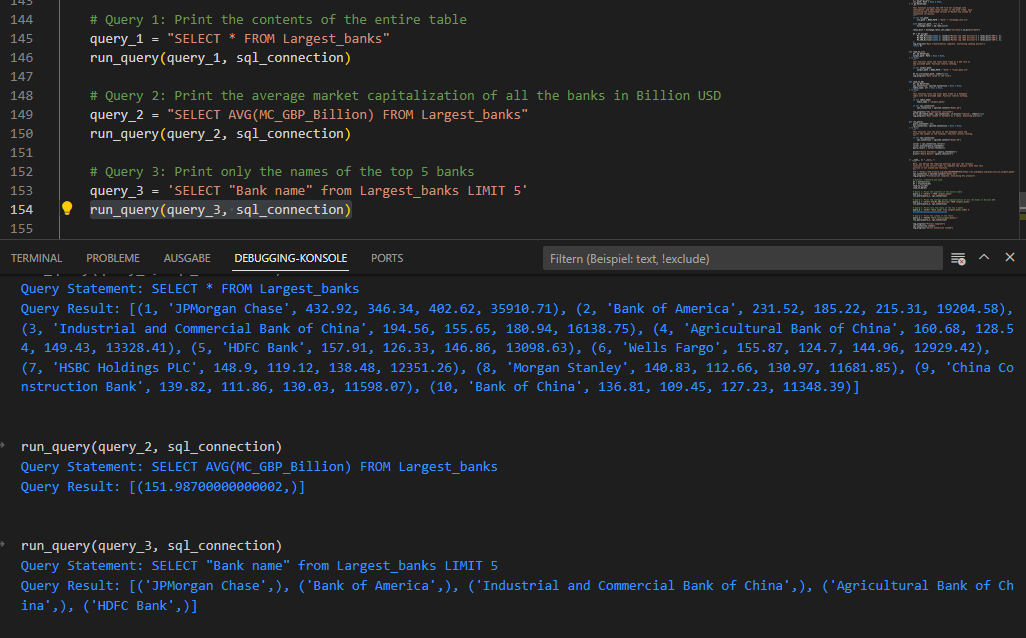 143
144 # Query 1: Print the contents of the entire table
145 query_1 = "SELECT * FROM Largest_banks"
146 run_query(query_1, sql_connection)
147
148 # Query 2: Print the average market capitalization of all the banks in Billion USD
149 query_2 = "SELECT AVG(MC_GBP_Billion) FROM Largest_banks"
150 run_query(query_2, sql_connection)
151
152 # Query 3: Print only the names of the top 5 banks
153 query_3 = 'SELECT "Bank name" from Largest_banks LIMIT 5'
154 run_query(query_3, sql_connection)
155
TERMINAL PROBLEME AUSGABE DEBUGGING-KONSOLE PORTS Filtern (Beispiel: text, !exclude)
Query Statement: SELECT * FROM Largest_banks
Query Result: [(1, 'JPMorgan Chase', 432.92, 346.34, 402.62, 35910.71), (2, 'Bank of America', 231.52, 185.22, 215.31, 19204.58),
(3, 'Industrial and Commercial Bank of China', 194.56, 155.65, 180.94, 16138.75), (4, 'Agricultural Bank of China', 160.68, 128.5
4, 149.43, 13328.41), (5, 'HDFC Bank', 157.91, 126.33, 146.86, 13098.63), (6, 'Wells Fargo', 155.87, 124.7, 144.96, 12929.42),
(7, 'HSBC Holdings PLC', 148.9, 119.12, 138.48, 12351.26), (8, 'Morgan Stanley', 140.83, 112.66, 130.97, 11681.85), (9, 'China Co
nstruction Bank', 139.82, 111.86, 130.03, 11598.07), (10, 'Bank of China', 136.81, 109.45, 127.23, 11348.39)]
run_query(query_2, sql_connection)
Query Statement: SELECT AVG(MC_GBP_Billion) FROM Largest_banks
Query Result: [(151.98700000000002,)]
run_query(query_3, sql_connection)
Query Statement: SELECT "Bank name" from Largest_banks LIMIT 5
Query Result: [('JPMorgan Chase',), ('Bank of America',), ('Industrial and Commercial Bank of China',), ('Agricultural Bank of Ch
ina',), ('HDFC Bank',)]